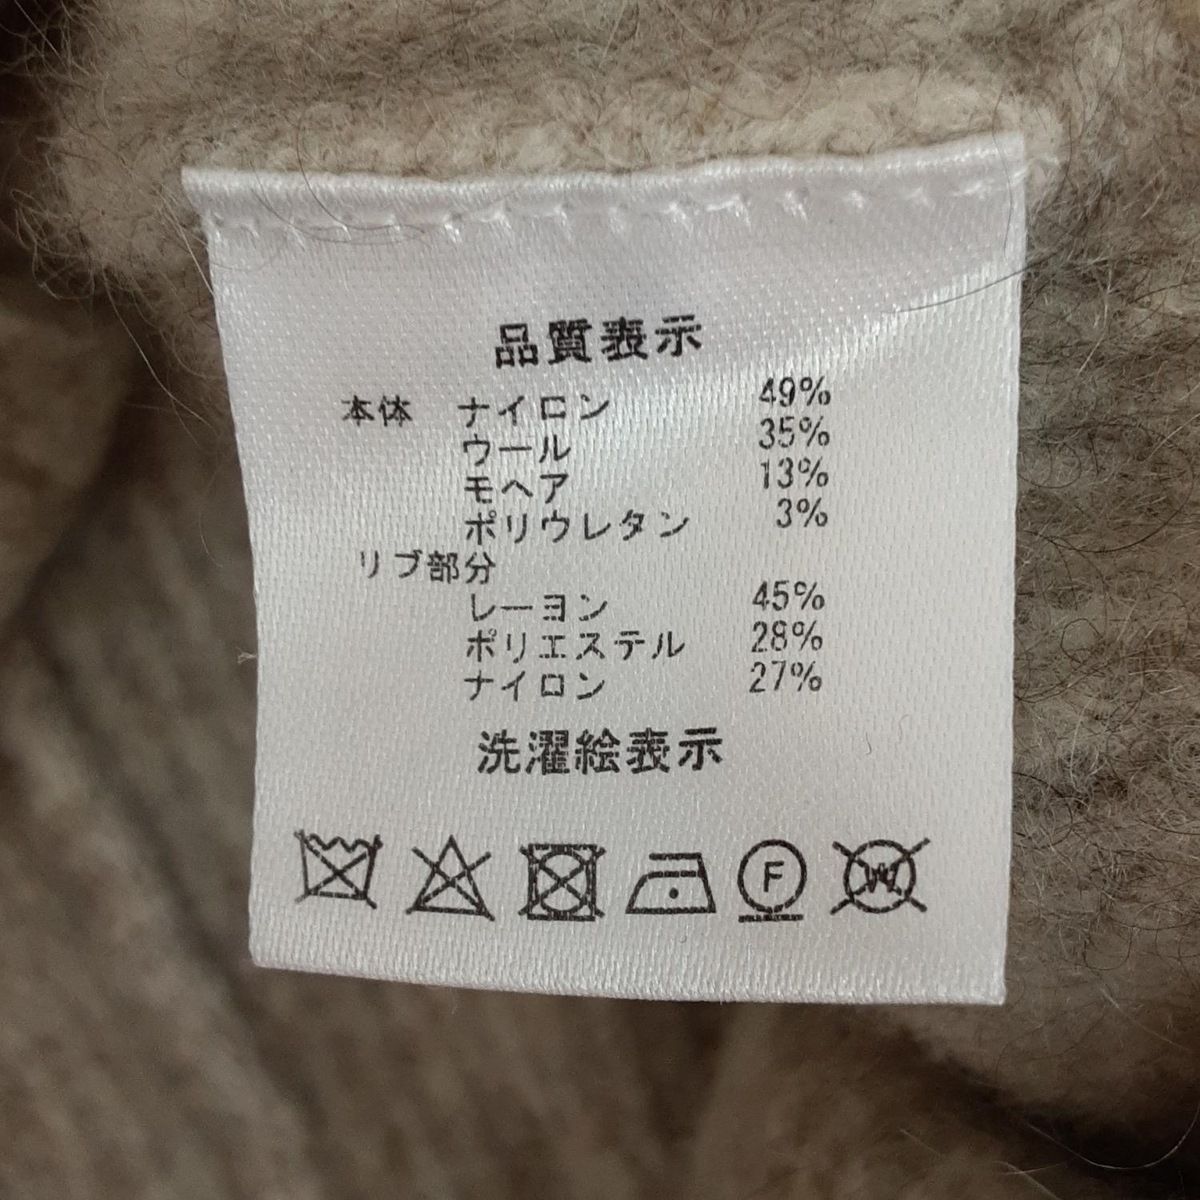 品質表示
本体 ナイロン 49%
ウール 35%
モヘア 13%
ポリウレタン 3%
リブ部分
レーヨン 45%
ポリエステル 28%
ナイロン 27%
洗濯絵表示
F W